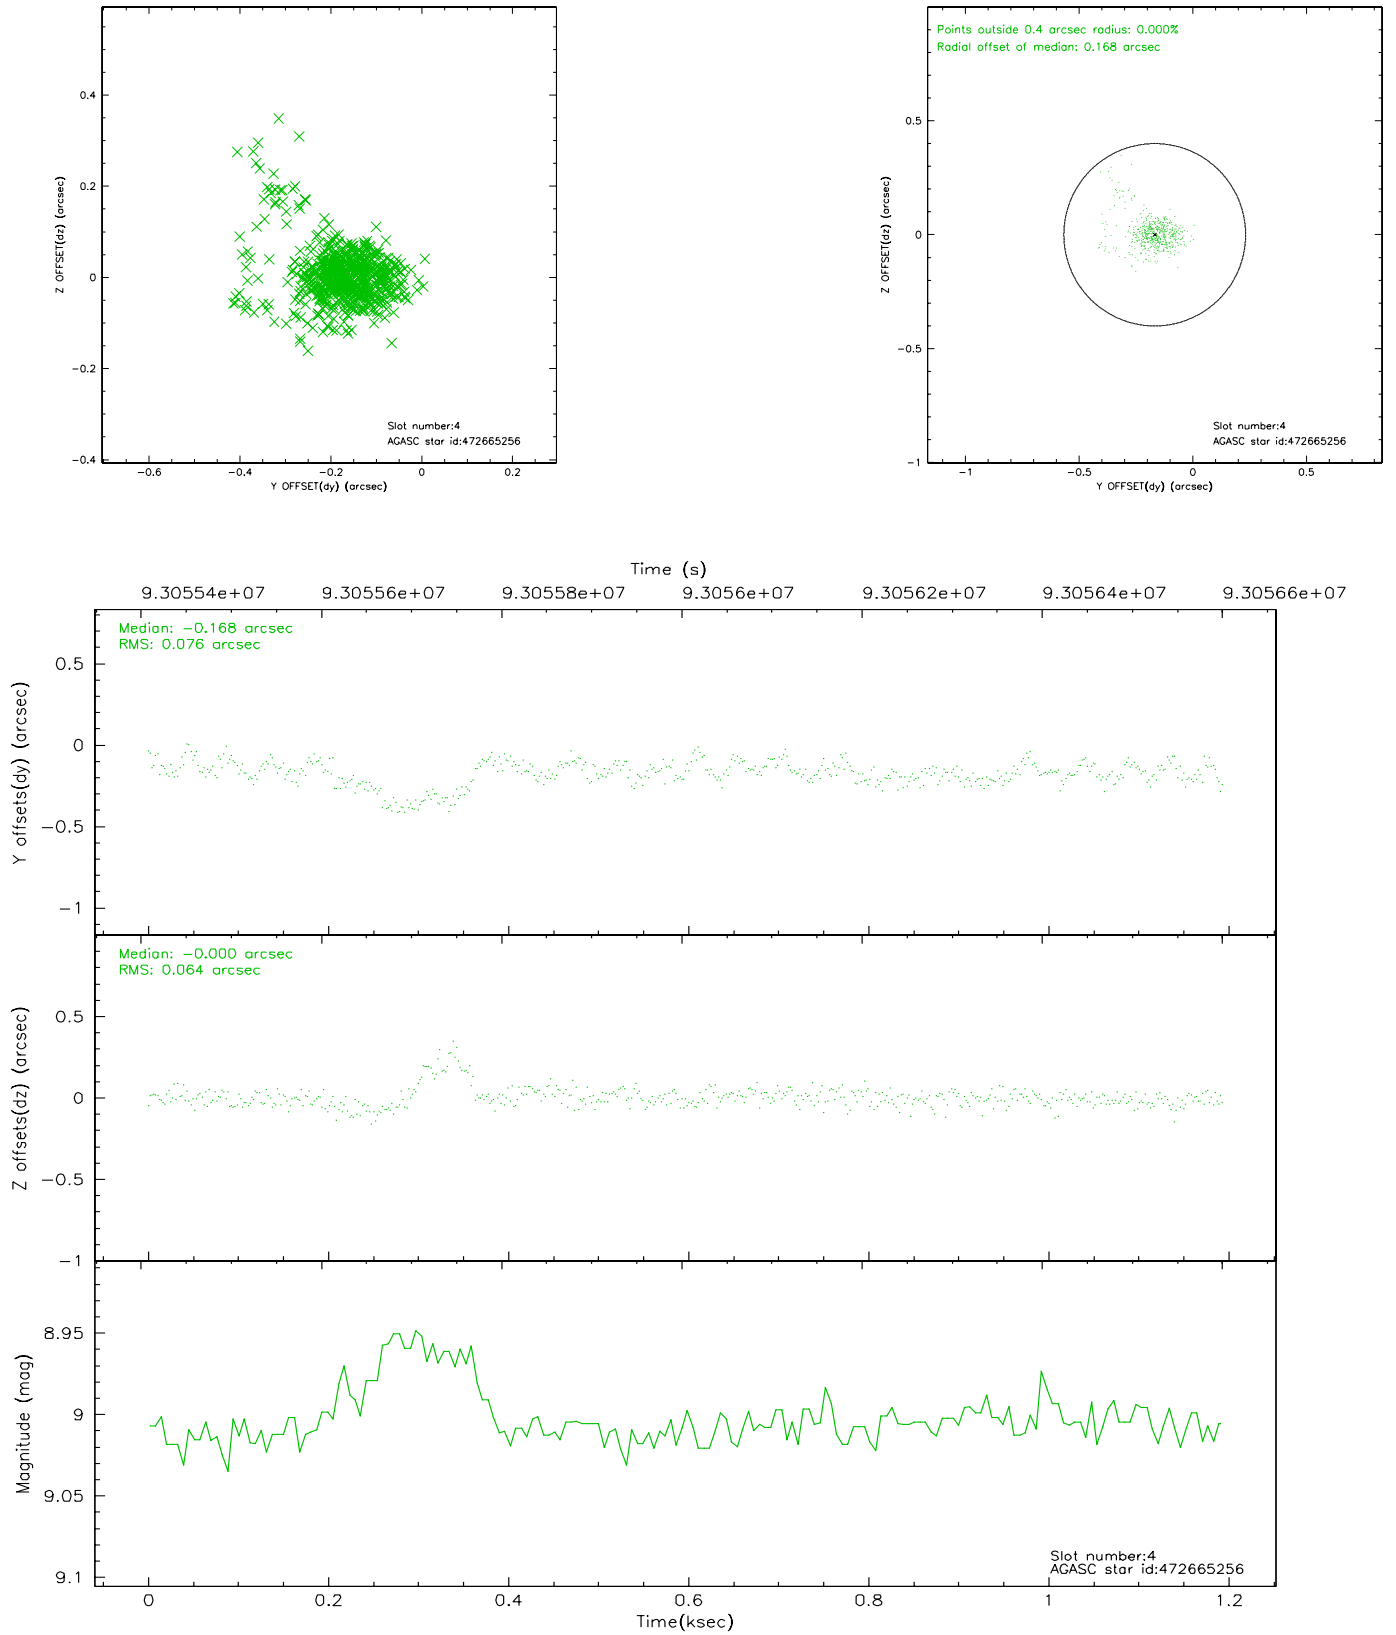 0.4
0.2
0
−0.2
−0.4
Z OFFSET(dz) (arcsec)
Slot number:4
AGASC star id:472665256
−0.6 −0.4 −0.2 0 0.2
Y OFFSET(dy) (arcsec)
Points outside 0.4 arcsec radius: 0.000%
Radial offset of median: 0.168 arcsec
0.5
0
−0.5
−1
Z OFFSET(dz) (arcsec)
Slot number:4
AGASC star id:472665256
−1 −0.5 0 0.5
Y OFFSET(dy) (arcsec)
Time (s)
9.30554e+07 9.30556e+07 9.30558e+07 9.3056e+07 9.30562e+07 9.30564e+07 9.30566e+07
Median: −0.168 arcsec
RMS: 0.076 arcsec
0.5
0
−0.5
−1
Y offsets(dy) (arcsec)
Median: −0.000 arcsec
RMS: 0.064 arcsec
0.5
0
−0.5
−1
Z offsets(dz) (arcsec)
8.95
9
9.05
9.1
Magnitude (mag)
Slot number:4
AGASC star id:472665256
0 0.2 0.4 0.6 0.8 1 1.2
Time(ksec)